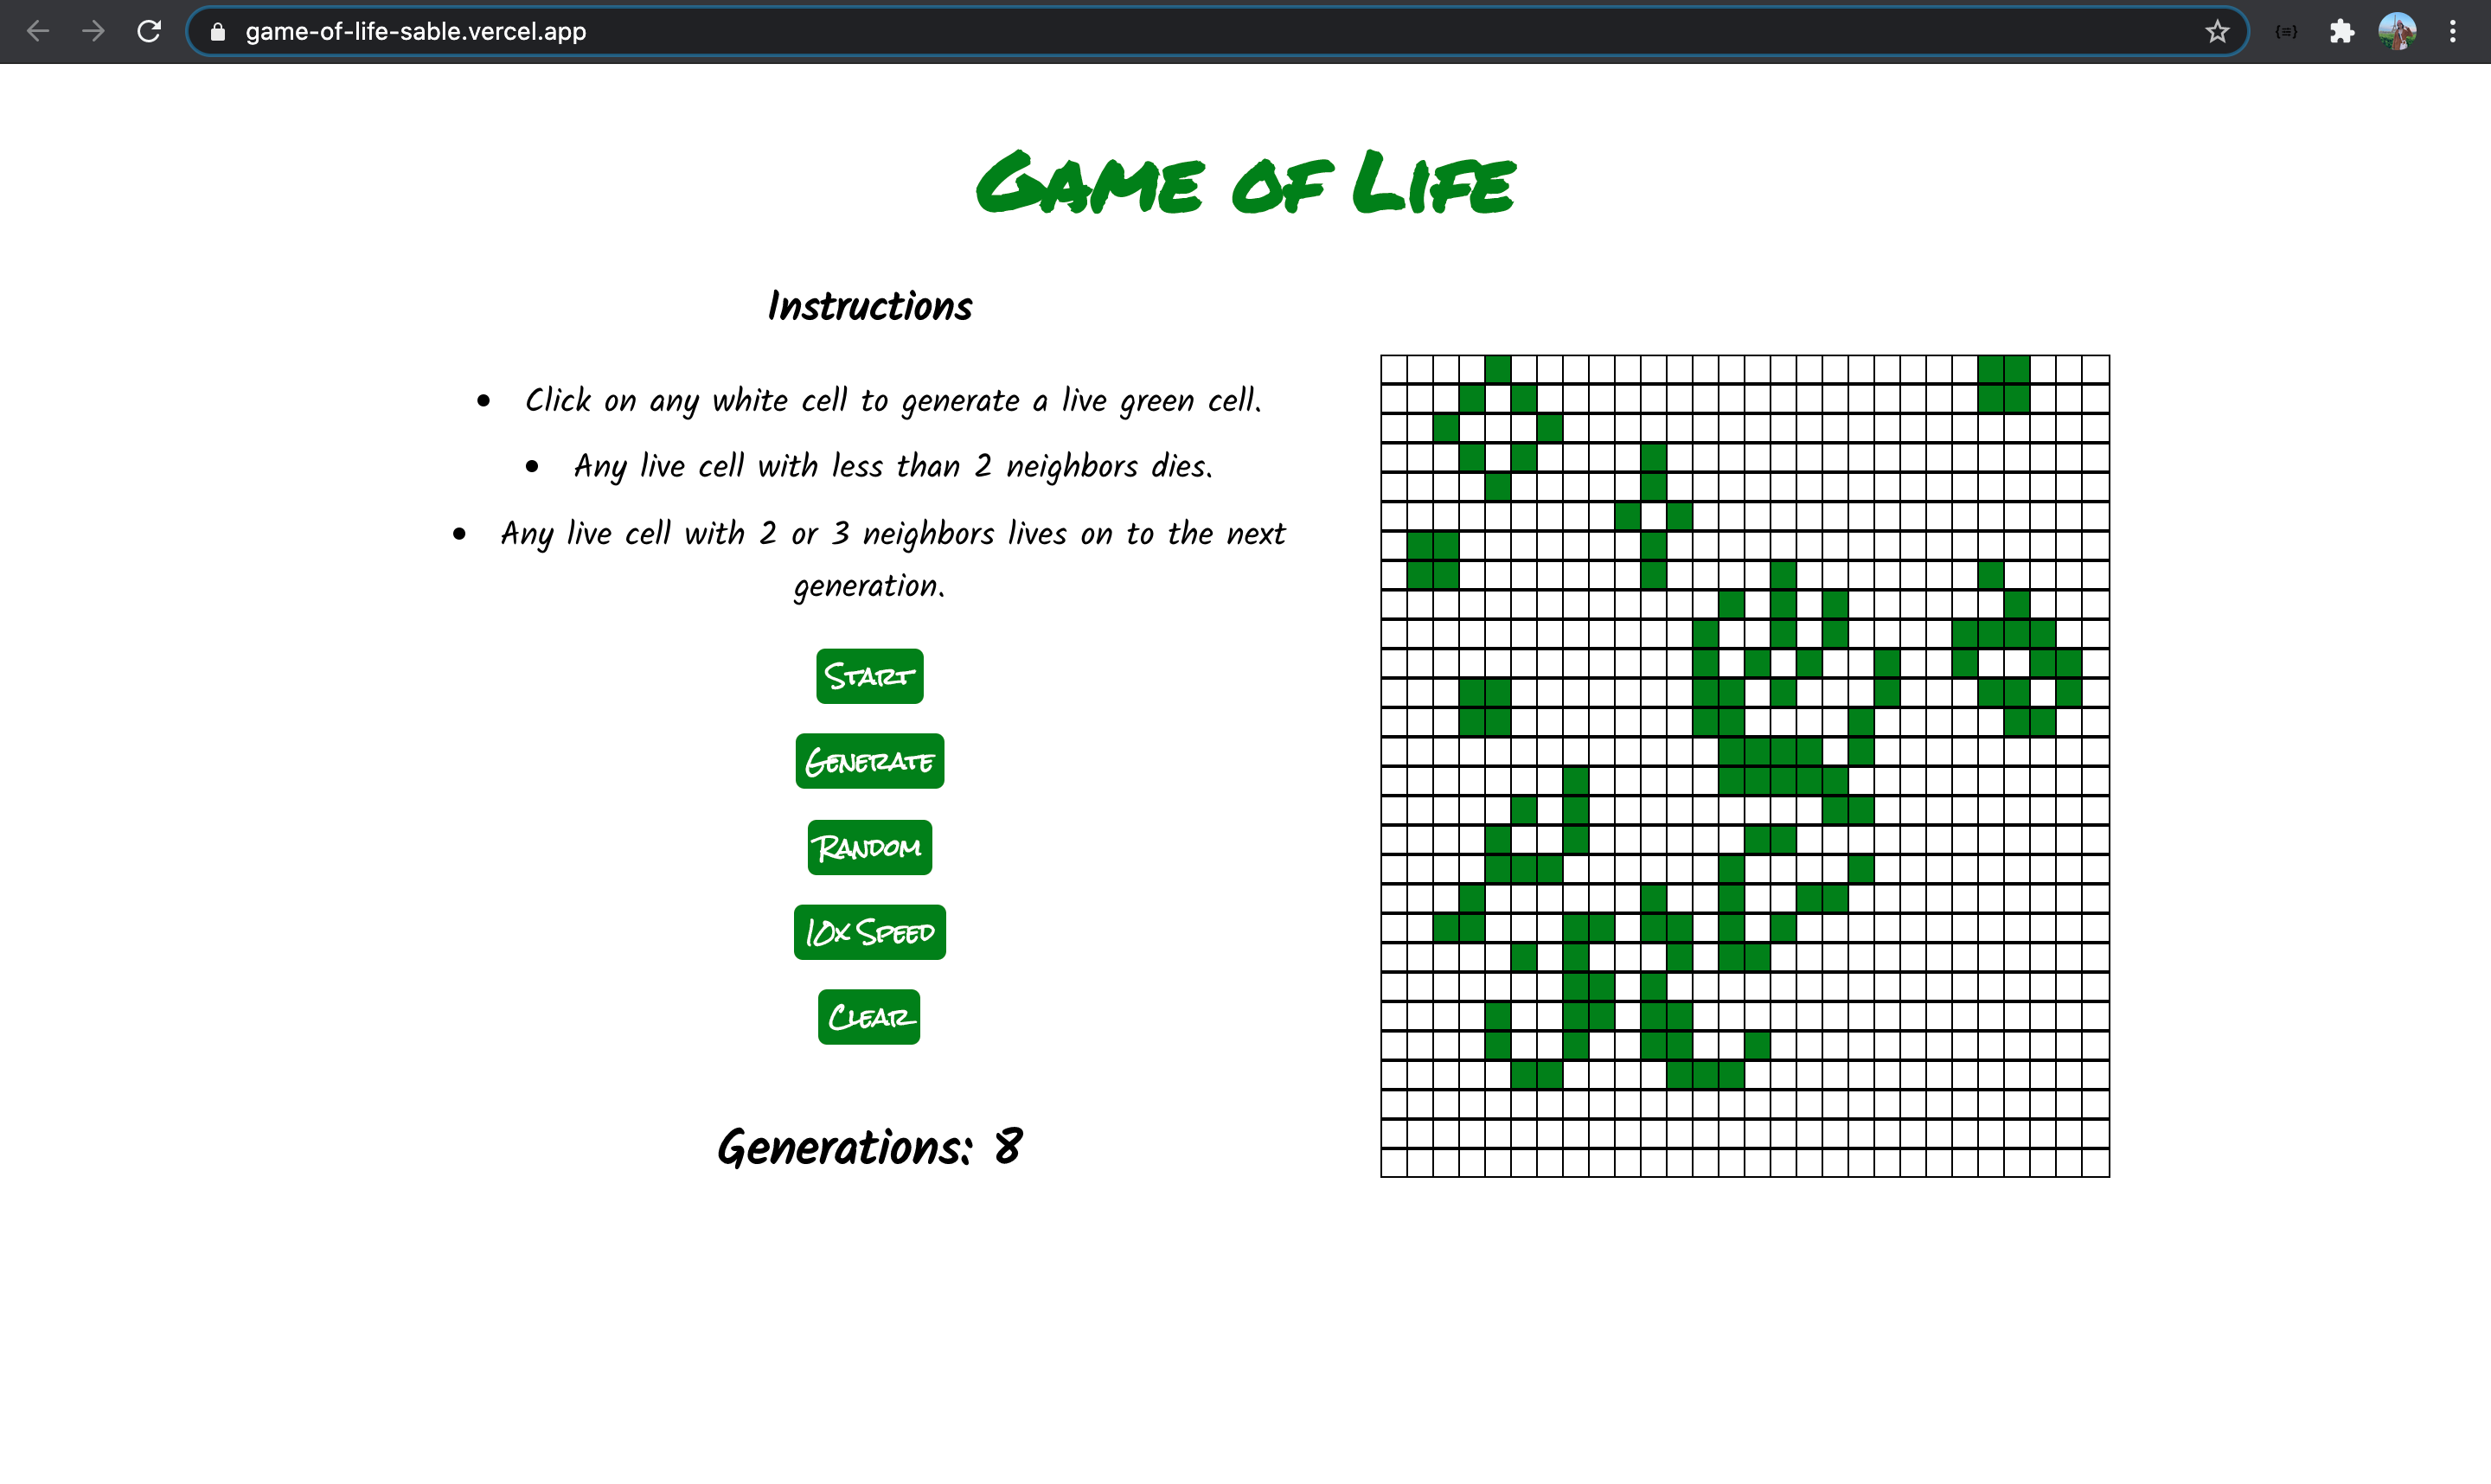 game-of-life-sable.vercel.app
Game of Life
Instructions
• Click on any white cell to generate a live green cell.
• Any live cell with less than 2 neighbors dies.
• Any live cell with 2 or 3 neighbors lives on to the next
generation.
Start
Generate
Random
10x Speed
Clear
Generations: 8